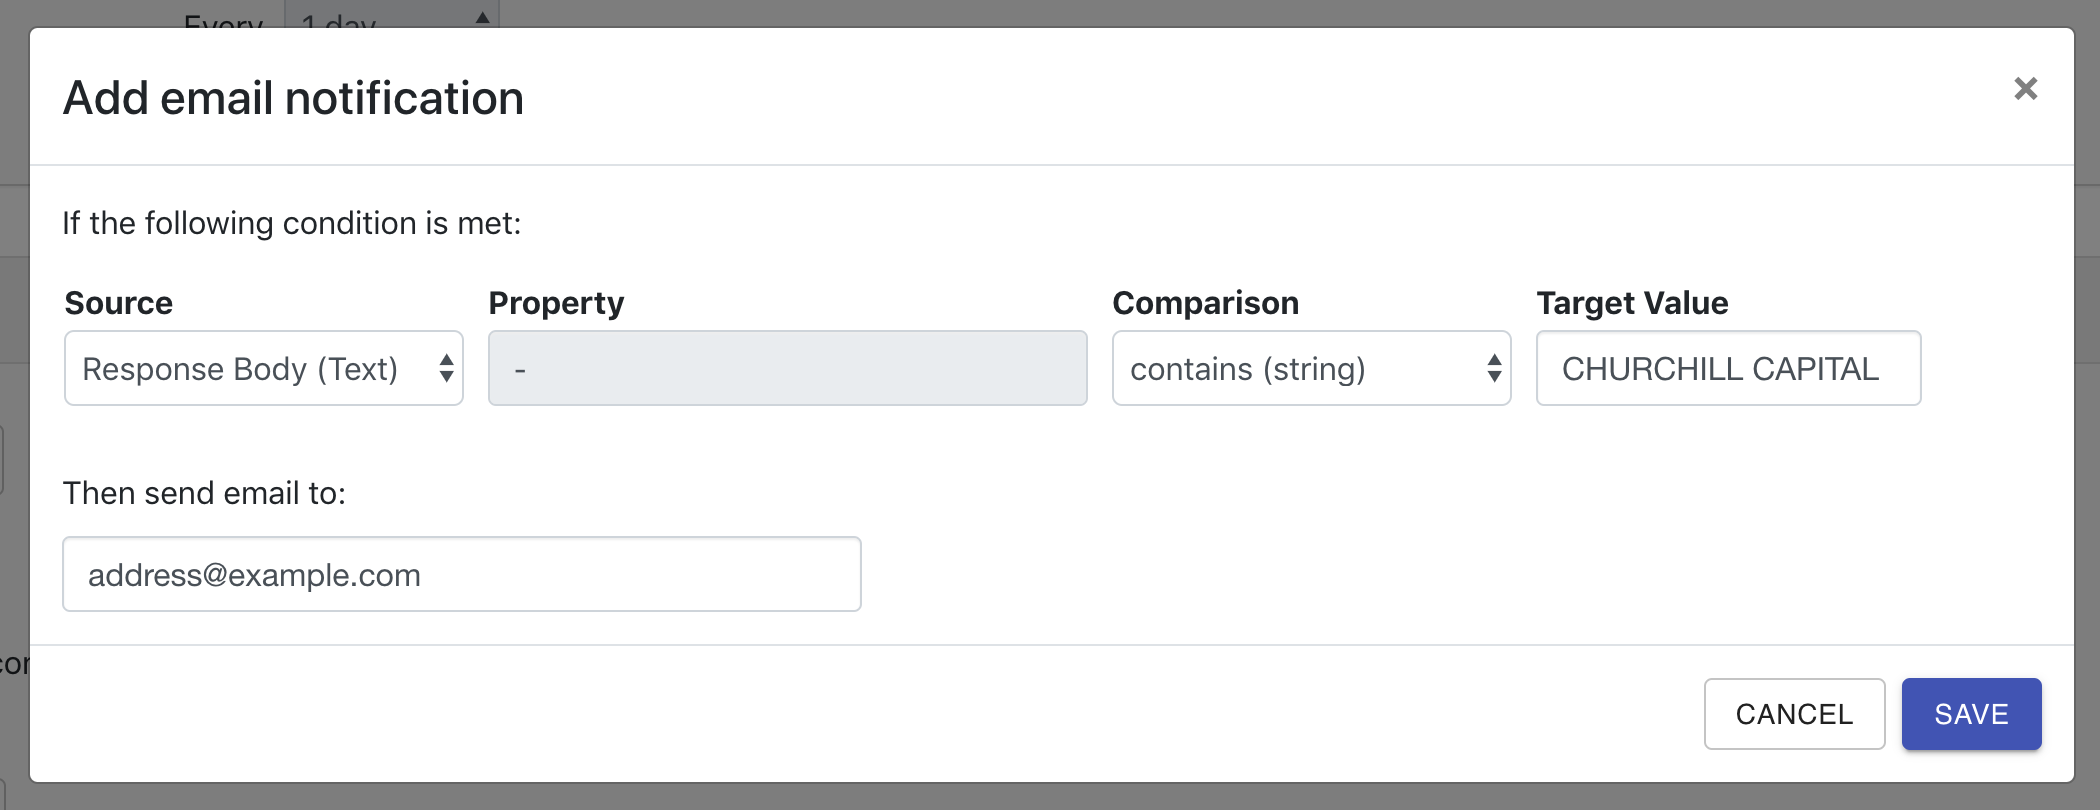 Every 1 day
Add email notification
×
If the following condition is met:
Source Property Comparison Target Value
Response Body (Text) - contains (string) CHURCHILL CAPITAL
Then send email to:
address@example.com
CANCEL SAVE